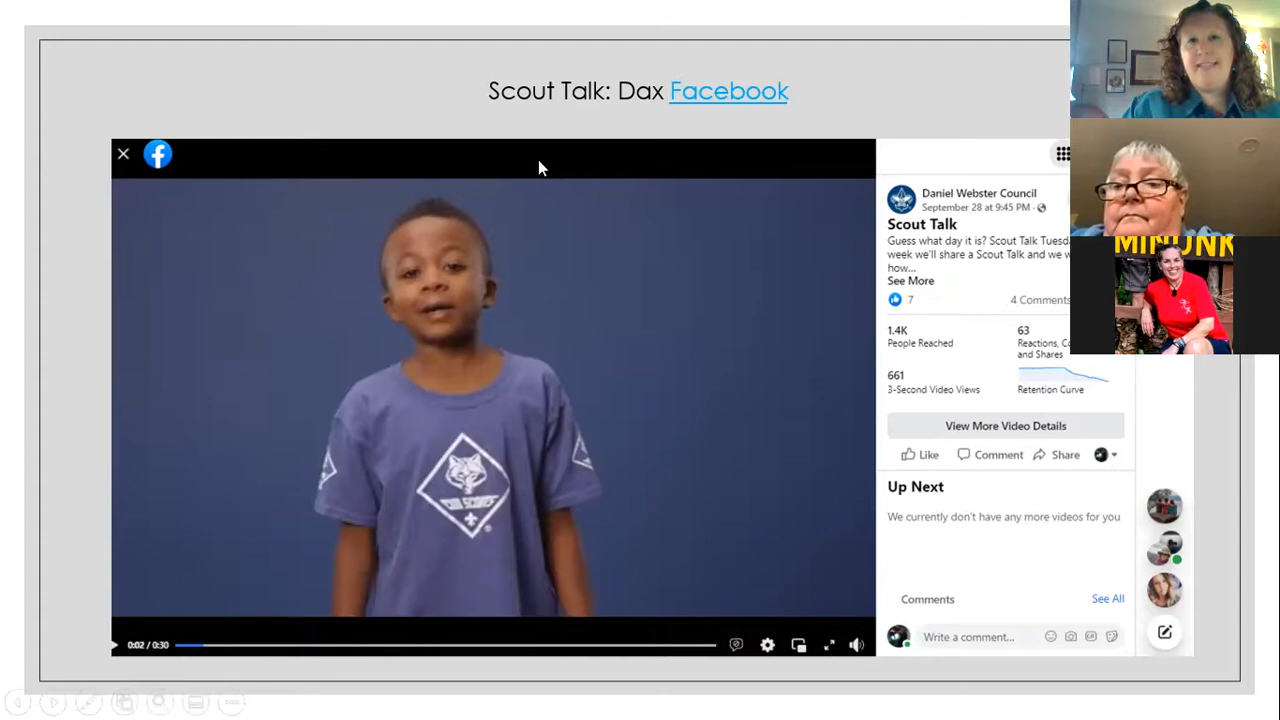 Scout Talk: Dax Facebook
Daniel Webster Council
September 28 at 9:45 PM ·
Scout Talk
Guess what day it is? Scout Talk
week we'll share a Scout Talk and we
how...
See More
7
4 Comments
1.4K
People Reached
63
Reactions,
and Shares
661
3-Second Video Views
Retention Curve
View More Video Details
Like
Comment
Share
Up Next
We currently don't have any more videos for you
Comments
See All
Write a comment...
GIF
CUB SCOUTS
0:02 / 0:30